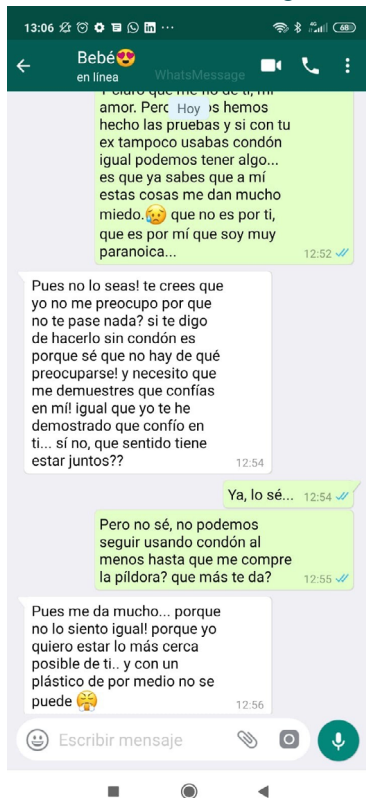 13:06
4G
68
Bebé
en línea
WhatsMessage
Hoy
amor. Perc os hemos
hecho las pruebas y si con tu
ex tampoco usabas condón
igual podemos tener algo...
es que ya sabes que a mí
estas cosas me dan mucho
miedo.😥 que no es por ti,
que es por mí que soy muy
paranoica...
12:52
Pues no lo seas! te crees que
yo no me preocupo por que
no te pase nada? si te digo
de hacerlo sin condón es
porque sé que no hay de qué
preocuparse! y necesito que
me demuestres que confías
en mí! igual que yo te he
demostrado que confío en
ti... sí no, que sentido tiene
estar juntos??
12:54
Ya, lo sé... 12:54
Pero no sé, no podemos
seguir usando condón al
menos hasta que me compre
la píldora? que más te da?
12:55
Pues me da mucho... porque
no lo siento igual! porque yo
quiero estar lo más cerca
posible de ti.. y con un
plástico de por medio no se
puede 😤
12:56
Escribir mensaje